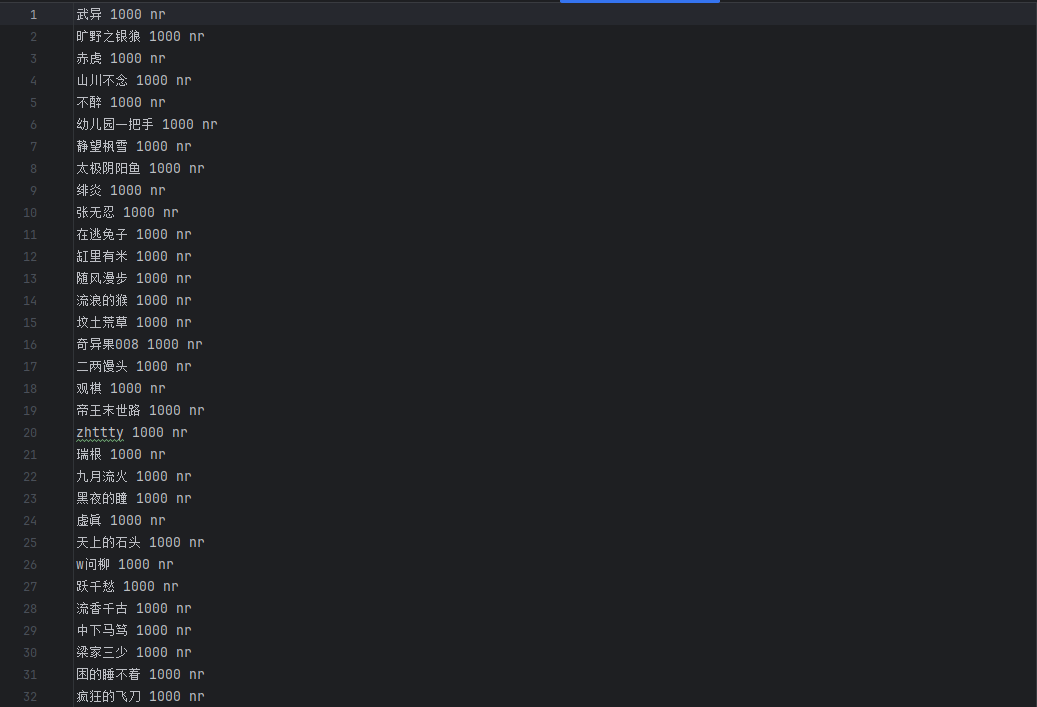 1 武异 1000 nr
2 旷野之银狼 1000 nr
3 赤虎 1000 nr
4 山川不念 1000 nr
5 不醉 1000 nr
6 幼儿园一把手 1000 nr
7 静望枫雪 1000 nr
8 太极阴阳鱼 1000 nr
9 绯炎 1000 nr
10 张无忍 1000 nr
11 在逃兔子 1000 nr
12 缸里有米 1000 nr
13 随风漫步 1000 nr
14 流浪的猴 1000 nr
15 坟土荒草 1000 nr
16 奇异果008 1000 nr
17 二两馒头 1000 nr
18 观棋 1000 nr
19 帝王末世路 1000 nr
20 zhttty 1000 nr
21 瑞根 1000 nr
22 九月流火 1000 nr
23 黑夜的瞳 1000 nr
24 虚眞 1000 nr
25 天上的石头 1000 nr
26 w问柳 1000 nr
27 跃千愁 1000 nr
28 流香千古 1000 nr
29 中下马笃 1000 nr
30 梁家三少 1000 nr
31 困的睡不着 1000 nr
32 疯狂的飞刀 1000 nr